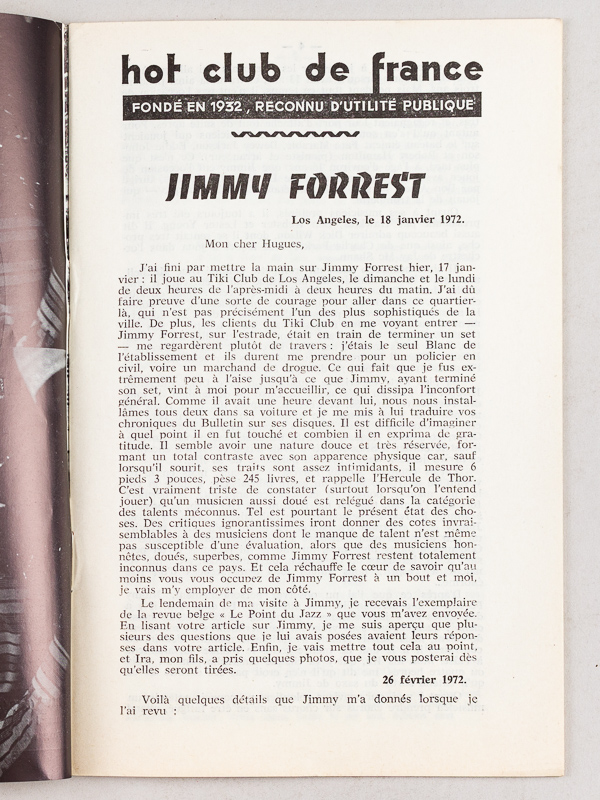 hot club de france
FONDÉ EN 1932, RECONNU D'UTILITÉ PUBLIQUE
JIMMY FORREST
Los Angeles, le 18 janvier 1972.
Mon cher Hugues,
J'ai fini par mettre la main sur Jimmy Forrest hier, 17 jan-
vier : il joue au Tiki Club de Los Angeles, le dimanche et le lundi
de deux heures de l'après-midi à deux heures du matin. J'ai dû
faire preuve d'une sorte de courage pour aller dans ce quartier-
là, qui n'est pas précisément l'un des plus sophistiqués de la
ville. De plus, les clients du Tiki Club en me voyant entrer —
Jimmy Forrest, sur l'estrade, était en train de terminer un set
— me regardèrent plutôt de travers : j'étais le seul Blanc de
l'établissement et ils durent me prendre pour un policier en
civil, voire un marchand de drogue. Ce qui fait que je fus ex-
trêmement peu à l'aise jusqu'à ce que Jimmy, ayant terminé
son set, vint à moi pour m'accueillir, ce qui dissipa l'inconfort
général. Comme il avait une heure devant lui, nous nous instal-
lâmes tous deux dans sa voiture et je me mis à lui traduire vos
chroniques du Bulletin sur ses disques. Il est difficile d'imaginer
à quel point il en fut touché et combien il en exprima de gra-
titude. Il semble avoir une nature douce et très réservée, for-
mant un total contraste avec son apparence physique car, sauf
lorsqu'il sourit, ses traits sont assez intimidants, il mesure 6
pieds 3 pouces, pèse 245 livres, et rappelle l'Hercule de Thor.
C'est vraiment triste de constater (surtout lorsqu'on l'entend
jouer) qu'un musicien aussi doué est relégué dans la catégorie
des talents méconnus. Tel est pourtant le présent état des cho-
ses. Des critiques ignorantissimes iront donner des cotes invrai-
semblables à des musiciens dont le manque de talent n'est même
pas susceptible d'une évaluation, alors que des musiciens hon-
nêtes, doués, superbes, comme Jimmy Forrest restent totalement
inconnus dans ce pays. Et cela réchauffe le cœur de savoir qu'au
moins vous vous occupez de Jimmy Forrest à un bout et moi,
je vais m'y employer de mon côté.
Le lendemain de ma visite à Jimmy, je recevais l'exemplaire
de la revue belge « Le Point du Jazz » que vous m'avez envoyée.
En lisant votre article sur Jimmy, je me suis aperçu que plu-
sieurs des questions que je lui avais posées avaient leurs répon-
ses dans votre article. Enfin, je vais mettre tout cela au point,
et Ira, mon fils, a pris quelques photos, que je vous posterai dès
qu'elles seront tirées.
26 février 1972.
Voilà quelques détails que Jimmy m'a donnés lorsque je
l'ai revu :